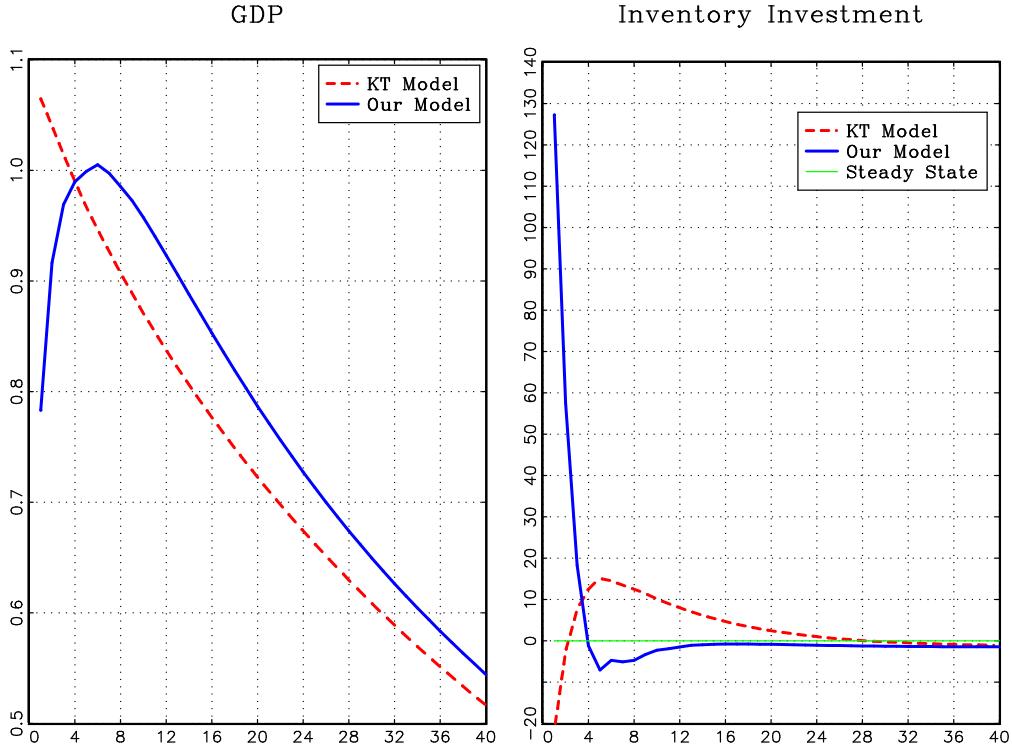 GDP
KT Model
Our Model
1.1
1.0
0.9
0.8
0.7
0.6
0.5
0 4 8 12 16 20 24 28 32 36 40
Inventory Investment
KT Model
Our Model
Steady State
140
130
120
110
100
90
80
70
60
50
40
30
20
10
0
-20
0 4 8 12 16 20 24 28 32 36 40